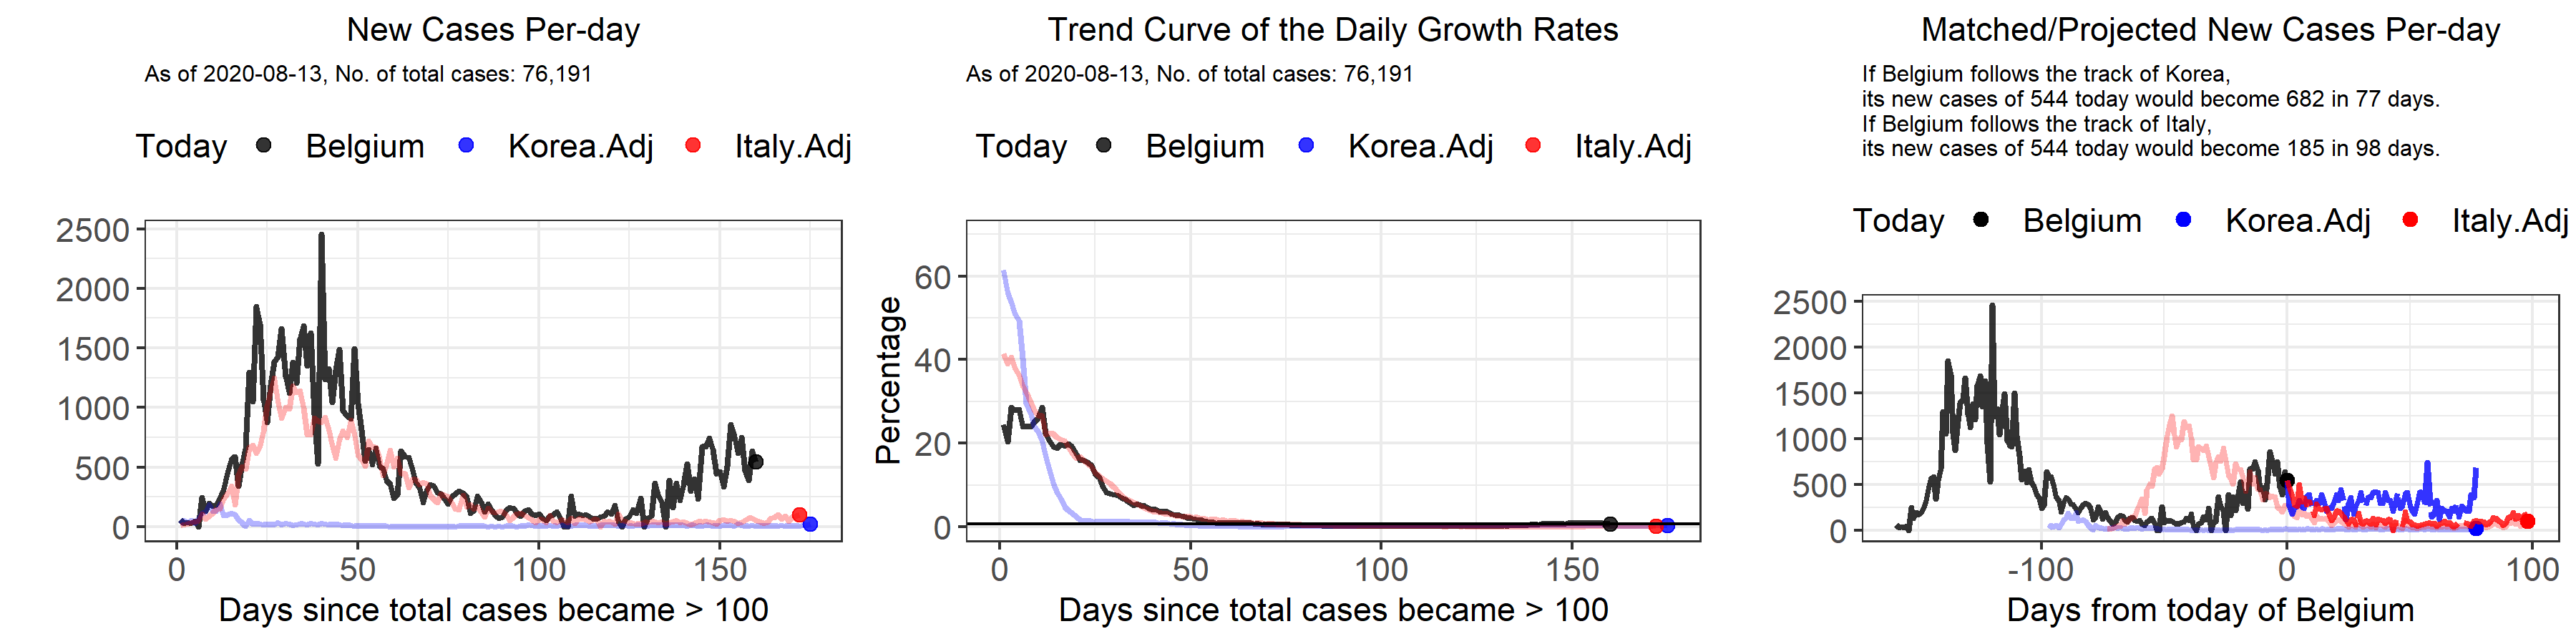 New Cases Per-day
As of 2020-08-13, No. of total cases: 76,191
Today Belgium Korea.Adj Italy.Adj
2500
2000
1500
1000
500
0
0 50 100 150
Days since total cases became > 100
Trend Curve of the Daily Growth Rates
As of 2020-08-13, No. of total cases: 76,191
Today Belgium Korea.Adj Italy.Adj
Percentage
60
40
20
0
0 50 100 150
Days since total cases became > 100
Matched/Projected New Cases Per-day
If Belgium follows the track of Korea,
its new cases of 544 today would become 682 in 77 days.
If Belgium follows the track of Italy,
its new cases of 544 today would become 185 in 98 days.
Today Belgium Korea.Adj Italy.Adj
2500
2000
1500
1000
500
0
-100 0 100
Days from today of Belgium